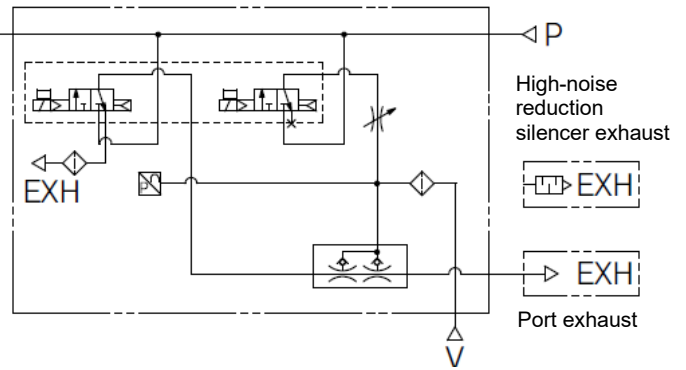 P
High-noise
reduction
silencer exhaust
EXH
EXH
P
EXH
Port exhaust
V